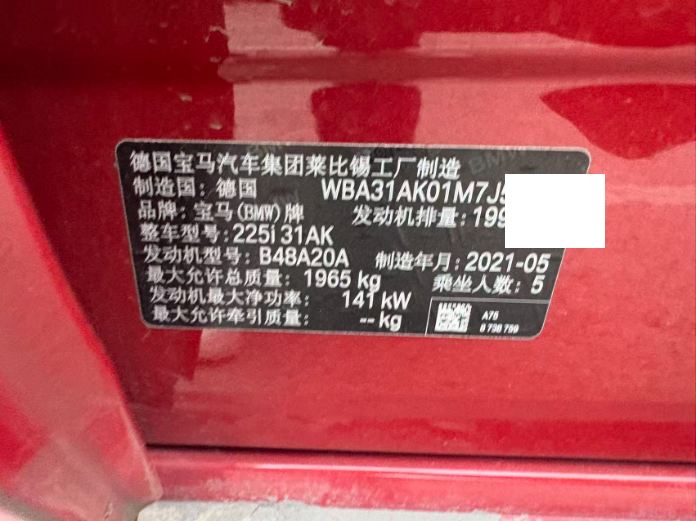 德国宝马汽车集团莱比锡工厂制造
制造国：德国 WBA31AK01M7J5
品牌：宝马(BMW)牌 发动机排量：199
整车型号：225i 31AK
发动机型号：B48A20A 制造年月：2021-05
最大允许总质量：1965 kg 乘坐人数：5
发动机最大净功率：141 kW
最大允许牵引质量：-- kg
A75
8 738 759